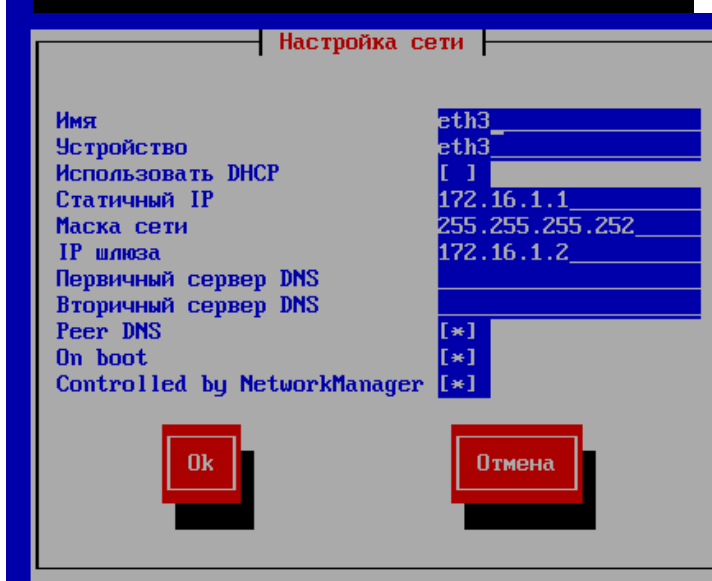 Настройка сети
Имя eth3
Устройство eth3
Использовать DHCP [ ]
Статичный IP 172.16.1.1
Маска сети 255.255.255.252
IP шлюза 172.16.1.2
Первичный сервер DNS
Вторичный сервер DNS
Peer DNS [*]
On boot [*]
Controlled by NetworkManager [*]
Ok Отмена